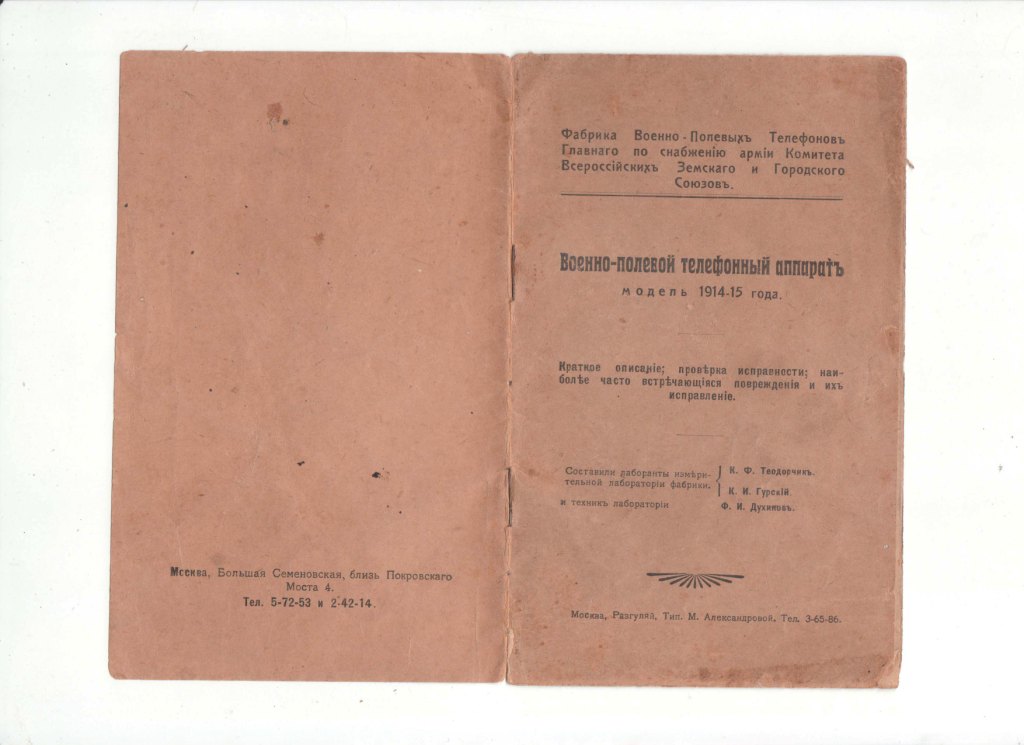 Москва, Большая Семеновская, близь Покровскаго
Моста 4.
Тел. 5-72-53 и 2-42-14.
Фабрика Военно-Полевыхъ Телефоновъ
Главнаго по снабженію арміи Комитета
Всероссійскихъ Земскаго и Городского
Союзовъ.
Военно-полевой телефонный аппаратъ
модель 1914-15 года.
Краткое описаніе; провѣрка исправности; наи-
болѣе часто встрѣчающіяся поврежденія и ихъ
исправленіе.
Составили лаборанты измѣри-
тельной лабораторіи фабрики.
К. Ф. Теодорчикъ.
К. И. Гурскій.
и техник лабораторіи Ф. И. Духиновъ.
Москва, Разгуляй, Тип. М. Александровой. Тел. 3-65-86.